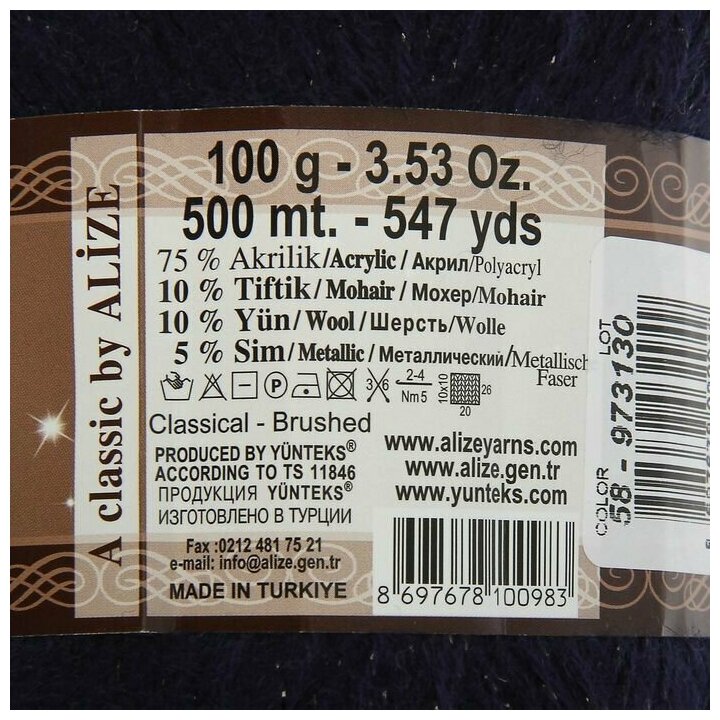 A classic by ALİZE
100 g - 3.53 Oz.
500 mt. - 547 yds
75 % Akrilik/Acrylic/Акрил/Polyacryl
10 % Tiftik/Mohair/Мохер/Mohair
10 % Yün/Wool/Шерсть/Wolle
5 % Sim/Metallic/Металлический/Metallisch
Faser
P 3/6 2-4 Nm 5 10x10 26 20
Classical - Brushed
PRODUCED BY YÜNTEKS®
ACCORDING TO TS 11846
ПРОДУКЦИЯ YÜNTEKS®
ИЗГОТОВЛЕНО В ТУРЦИИ
Fax :0212 481 75 21
e-mail: info@alize.gen.tr
MADE IN TURKIYE
www.alizeyarns.com
www.alize.gen.tr
www.yunteks.com
8 697678 100983
COLOR LOT
58 - 973130